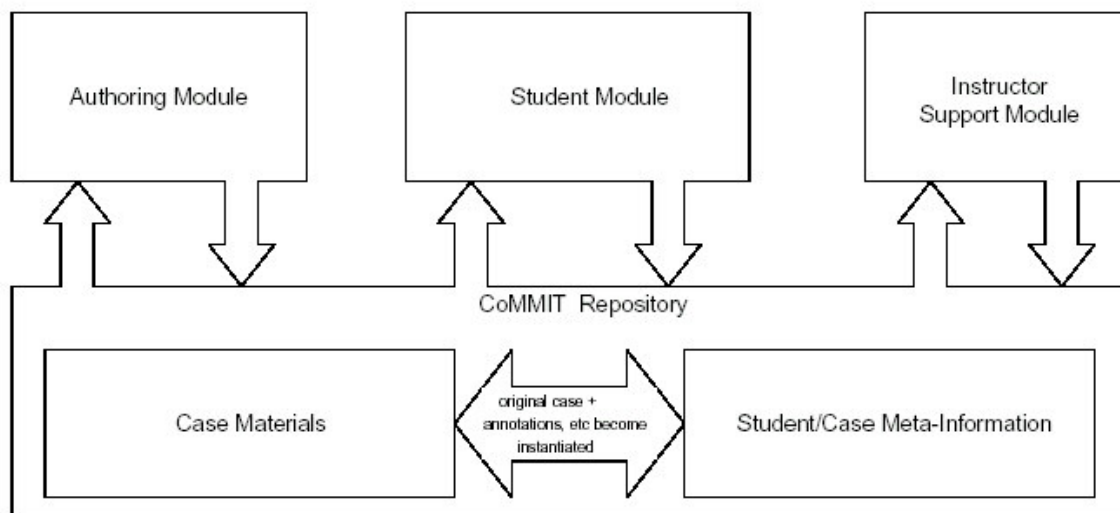 Authoring Module
Student Module
Instructor
Support Module
CoMMIT Repository
Case Materials
original case +
annotations, etc become
instantiated
Student/Case Meta-Information